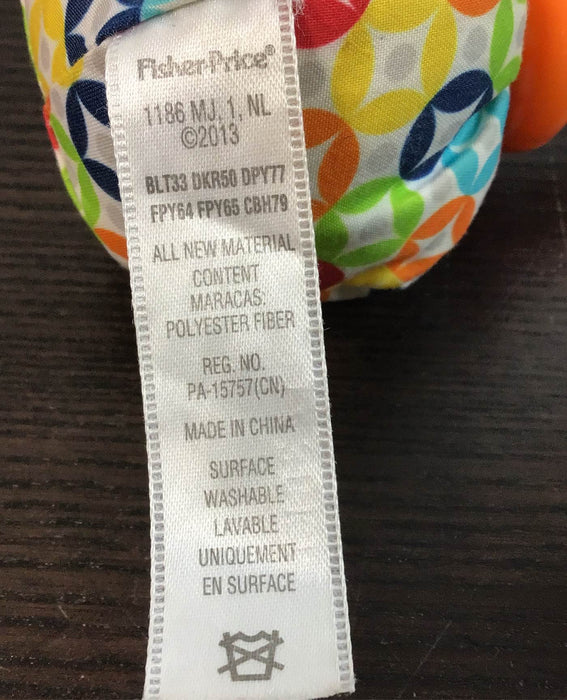 Fisher-Price®
1186 MJ, 1, NL
©2013
BLT33 DKR50 DPY77
FPY64 FPY65 CBH79
ALL NEW MATERIAL
CONTENT
MARACAS:
POLYESTER FIBER
REG. NO.
PA-15757(CN)
MADE IN CHINA
SURFACE
WASHABLE
LAVABLE
UNIQUEMENT
EN SURFACE